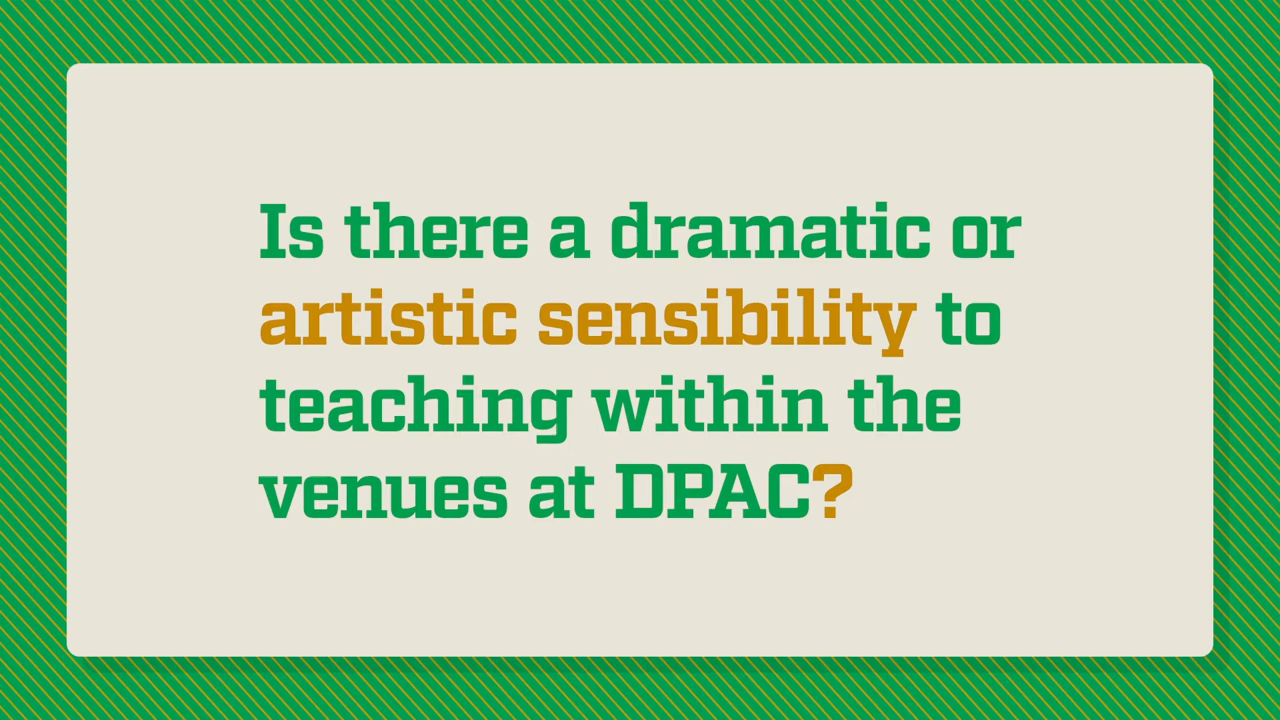 Is there a dramatic or
artistic sensibility to
teaching within the
venues at DPAC?